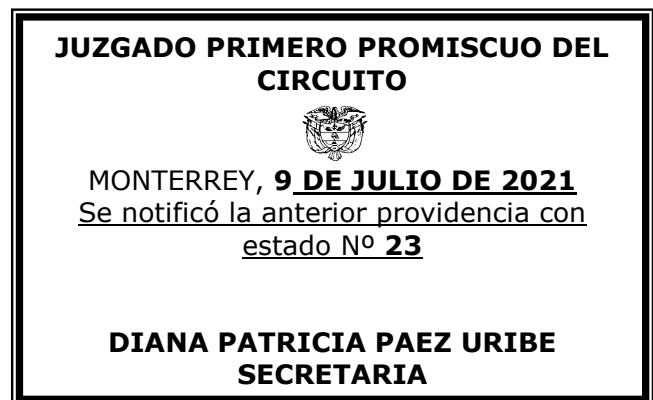 JUZGADO PRIMERO PROMISCUO DEL
CIRCUITO
MONTERREY, 9 DE JULIO DE 2021
Se notificó la anterior providencia con
estado Nº 23
DIANA PATRICIA PAEZ URIBE
SECRETARIA